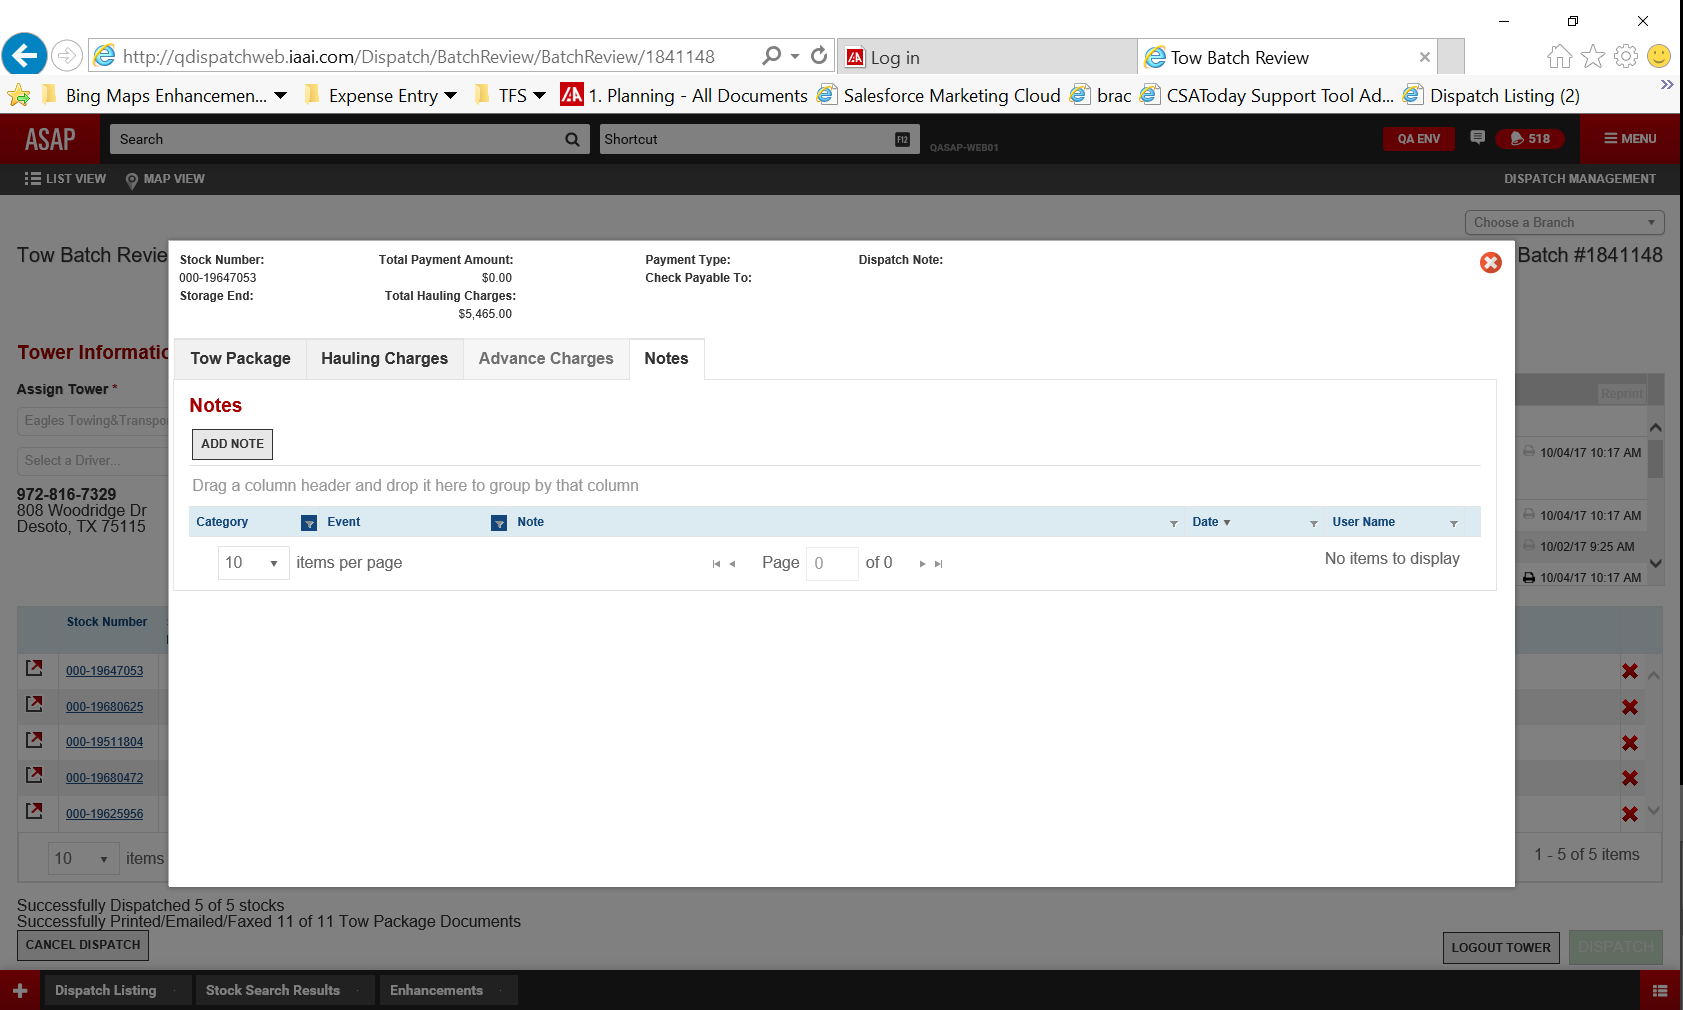 http://qdispatchweb.iaai.com/Dispatch/BatchReview/BatchReview/1841148
Log in
Tow Batch Review
Bing Maps Enhancemen...
Expense Entry
TFS
1. Planning - All Documents
Salesforce Marketing Cloud
brac
CSAToday Support Tool Ad...
Dispatch Listing (2)
ASAP
Search
Shortcut
F12
QASAP-WEB01
QA ENV
518
MENU
LIST VIEW
MAP VIEW
DISPATCH MANAGEMENT
Choose a Branch
Tow Batch Revie
Batch #1841148
Stock Number:
000-19647053
Storage End:
Total Payment Amount:
$0.00
Total Hauling Charges:
$5,465.00
Payment Type:
Check Payable To:
Dispatch Note:
Tower Informatio
Assign Tower *
Eagles Towing&Transpo
Select a Driver...
972-816-7329
808 Woodridge Dr
Desoto, TX 75115
Tow Package
Hauling Charges
Advance Charges
Notes
Notes
ADD NOTE
Drag a column header and drop it here to group by that column
Category
Event
Note
Date
User Name
10
items per page
Page
0
of 0
No items to display
Reprint
10/04/17 10:17 AM
10/04/17 10:17 AM
10/02/17 9:25 AM
10/04/17 10:17 AM
Stock Number
000-19647053
000-19680625
000-19511804
000-19680472
000-19625956
10
items
1 - 5 of 5 items
Successfully Dispatched 5 of 5 stocks
Successfully Printed/Emailed/Faxed 11 of 11 Tow Package Documents
CANCEL DISPATCH
LOGOUT TOWER
DISPATCH
Dispatch Listing
Stock Search Results
Enhancements